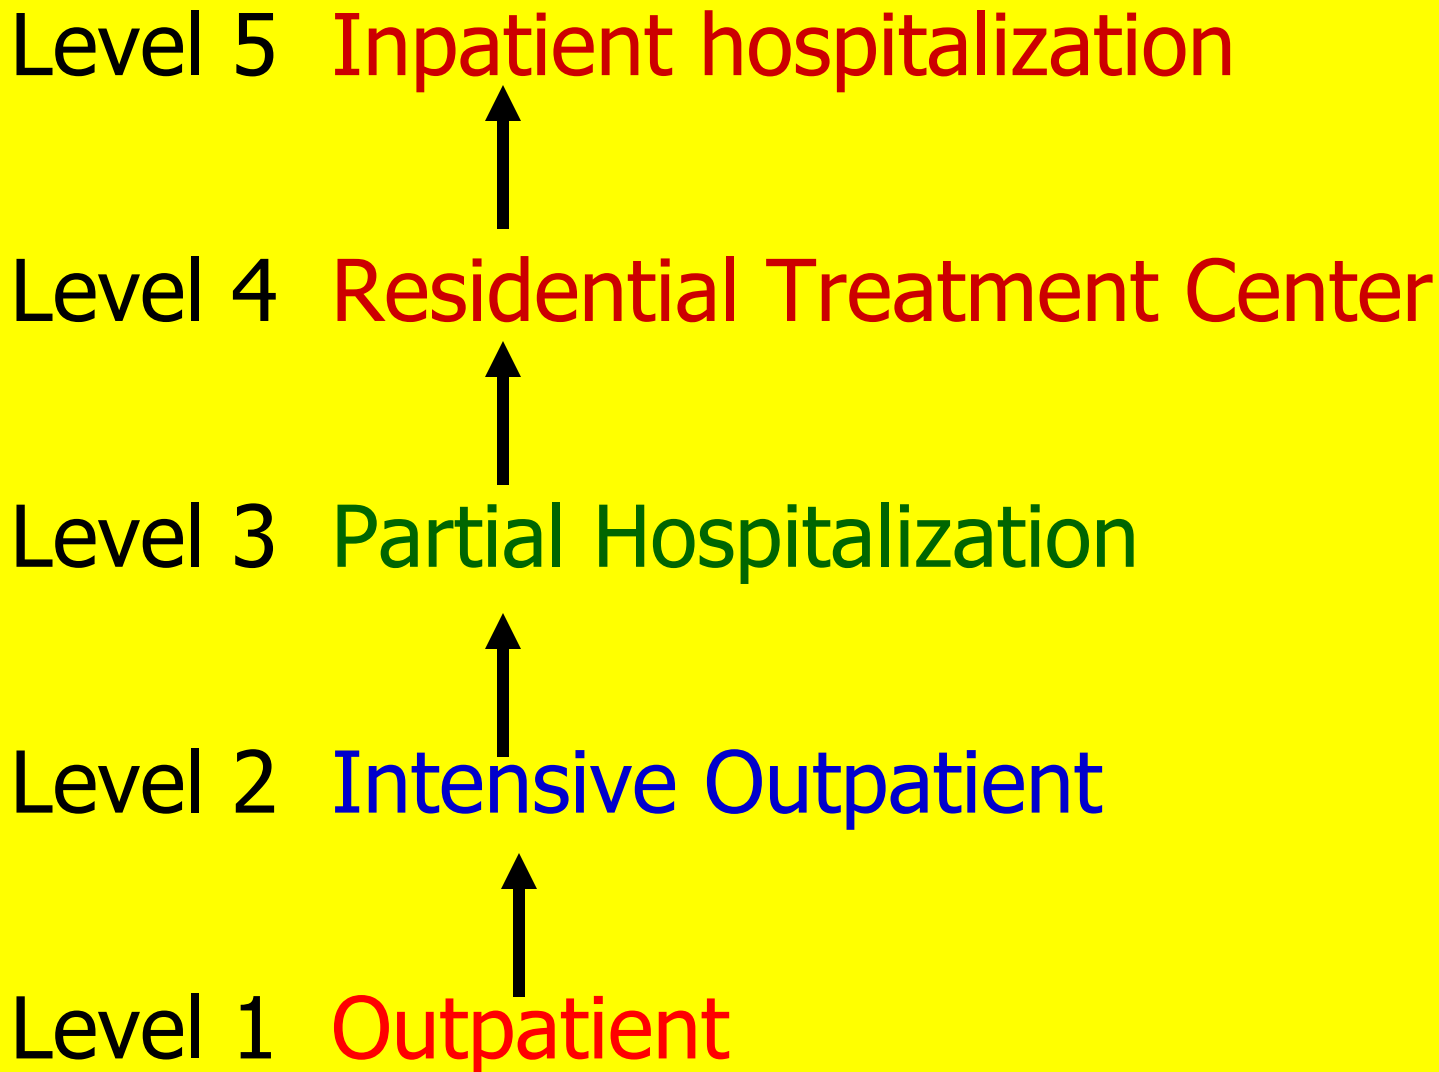 Level 5 Inpatient hospitalization
Level 4 Residential Treatment Center
Level 3 Partial Hospitalization
Level 2 Intensive Outpatient
Level 1 Outpatient